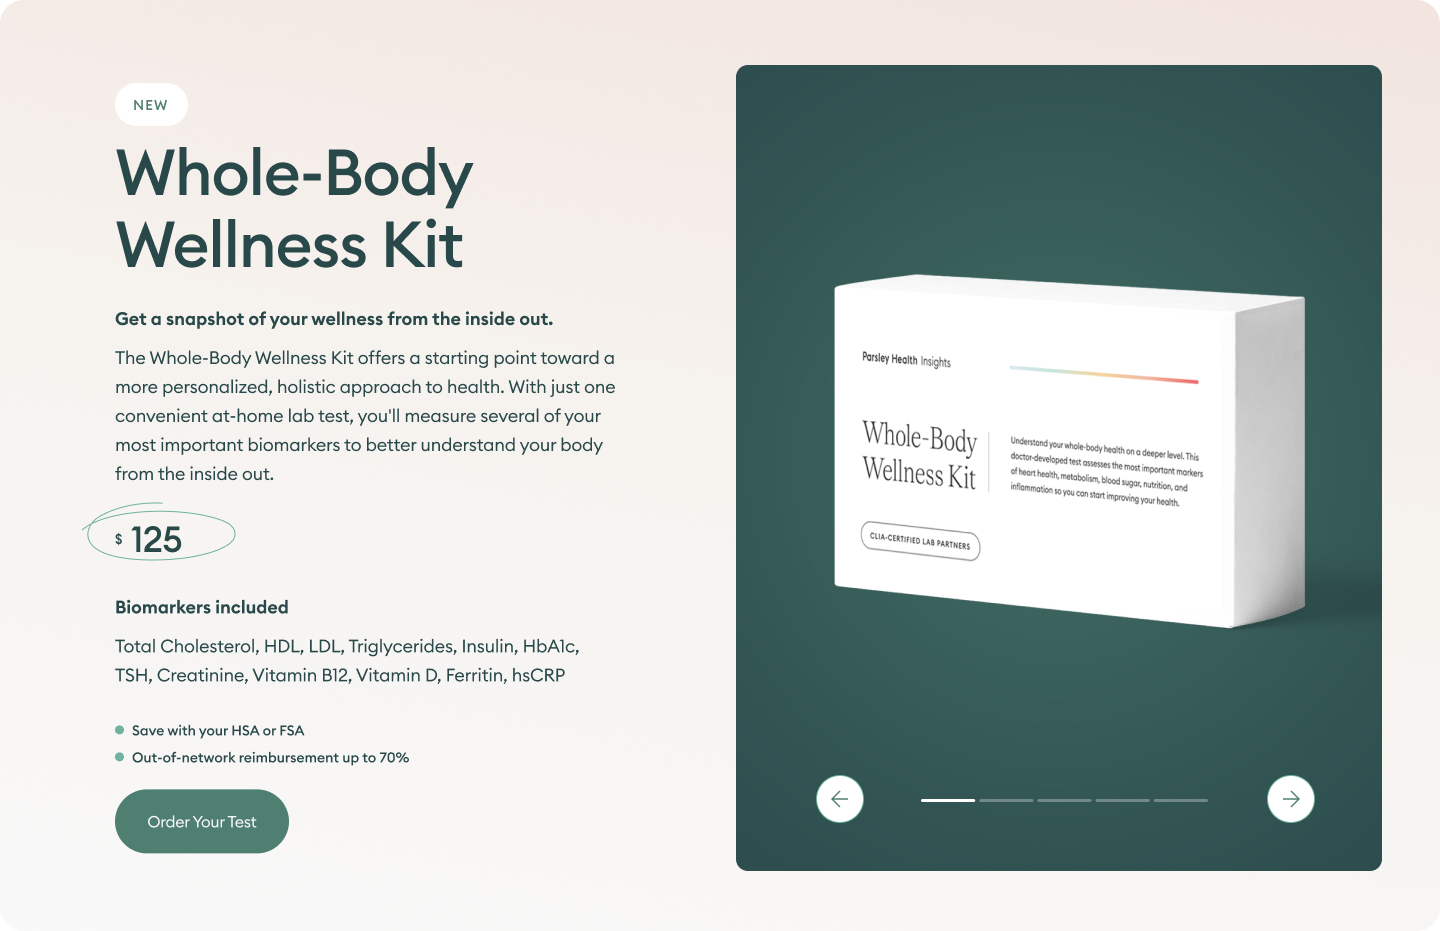 NEW
Whole-Body
Wellness Kit
Get a snapshot of your wellness from the inside out.
The Whole-Body Wellness Kit offers a starting point toward a
more personalized, holistic approach to health. With just one
convenient at-home lab test, you'll measure several of your
most important biomarkers to better understand your body
from the inside out.
$ 125
Biomarkers included
Total Cholesterol, HDL, LDL, Triglycerides, Insulin, HbA1c,
TSH, Creatinine, Vitamin B12, Vitamin D, Ferritin, hsCRP
Save with your HSA or FSA
Out-of-network reimbursement up to 70%
Order Your Test
Parsley Health Insights
Whole-Body
Wellness Kit
Understand your whole-body health on a deeper level. This
doctor-developed test assesses the most important markers
of heart health, metabolism, blood sugar, nutrition, and
inflammation so you can start improving your health.
CLIA-CERTIFIED LAB PARTNERS